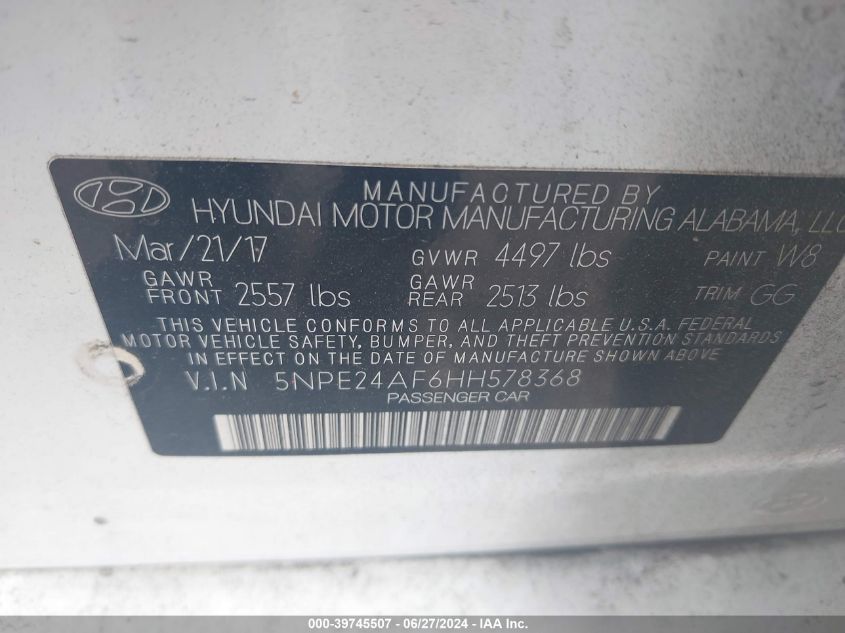 MANUFACTURED BY
HYUNDAI MOTOR MANUFACTURING ALABAMA, LLC
Mar/21/17 GVWR 4497 lbs PAINT W8
GAWR FRONT 2557 lbs GAWR REAR 2513 lbs TRIM GG
THIS VEHICLE CONFORMS TO ALL APPLICABLE U.S.A. FEDERAL
MOTOR VEHICLE SAFETY, BUMPER, AND THEFT PREVENTION STANDARDS
IN EFFECT ON THE DATE OF MANUFACTURE SHOWN ABOVE.
V.I.N 5NPE24AF6HH578368
PASSENGER CAR
000-39745507 - 06/27/2024 - IAA Inc.